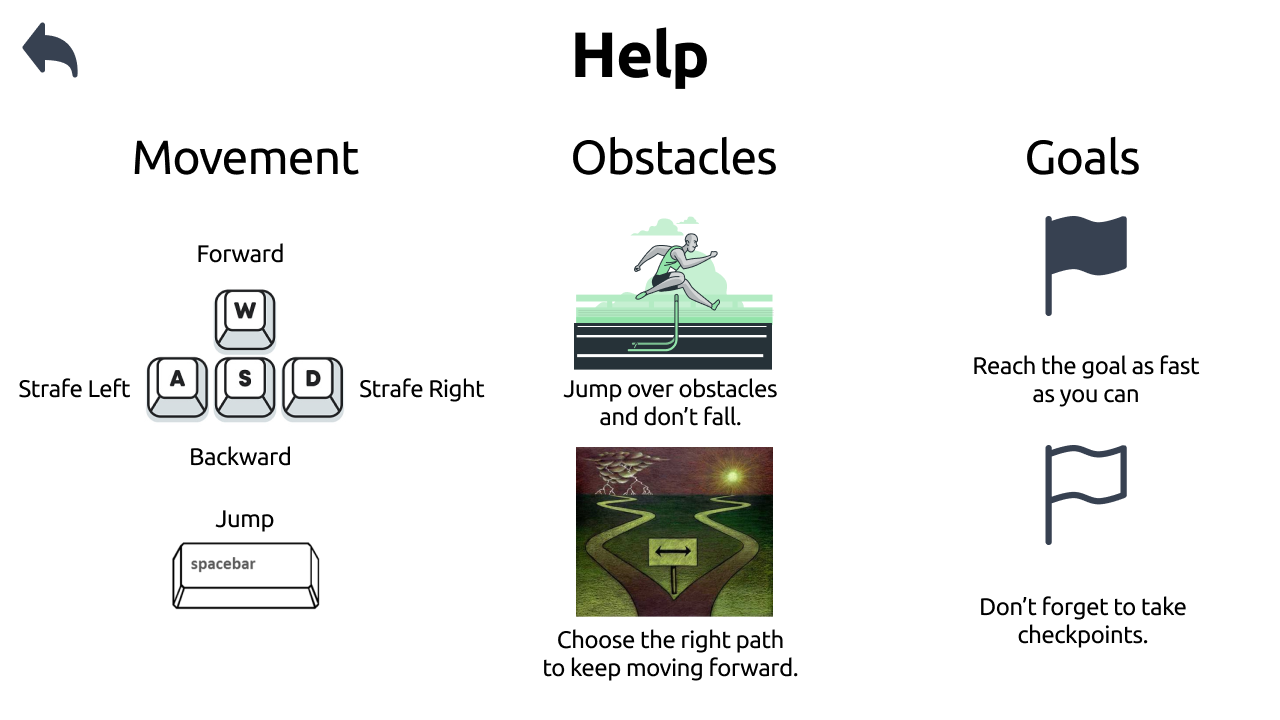 Help
Movement
Forward
W
Strafe Left
A
S
D
Strafe Right
Backward
Jump
spacebar
Obstacles
Jump over obstacles
and don’t fall.
Choose the right path
to keep moving forward.
Goals
Reach the goal as fast
as you can
Don’t forget to take
checkpoints.